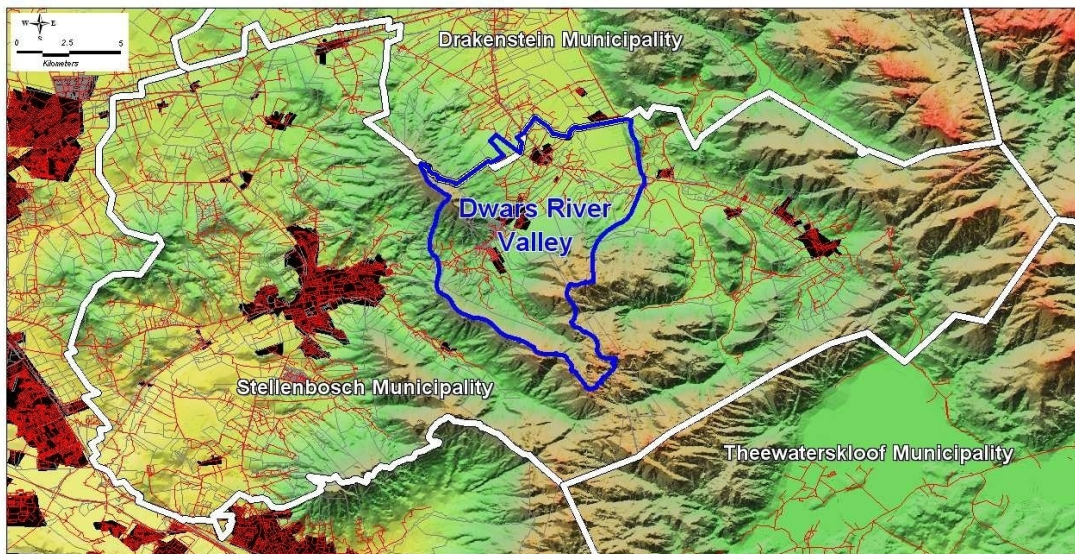 W E
S
0 2.5 5
Kilometers
Drakenstein Municipality
Dwars River
Valley
Stellenbosch Municipality
Theewaterskloof Municipality